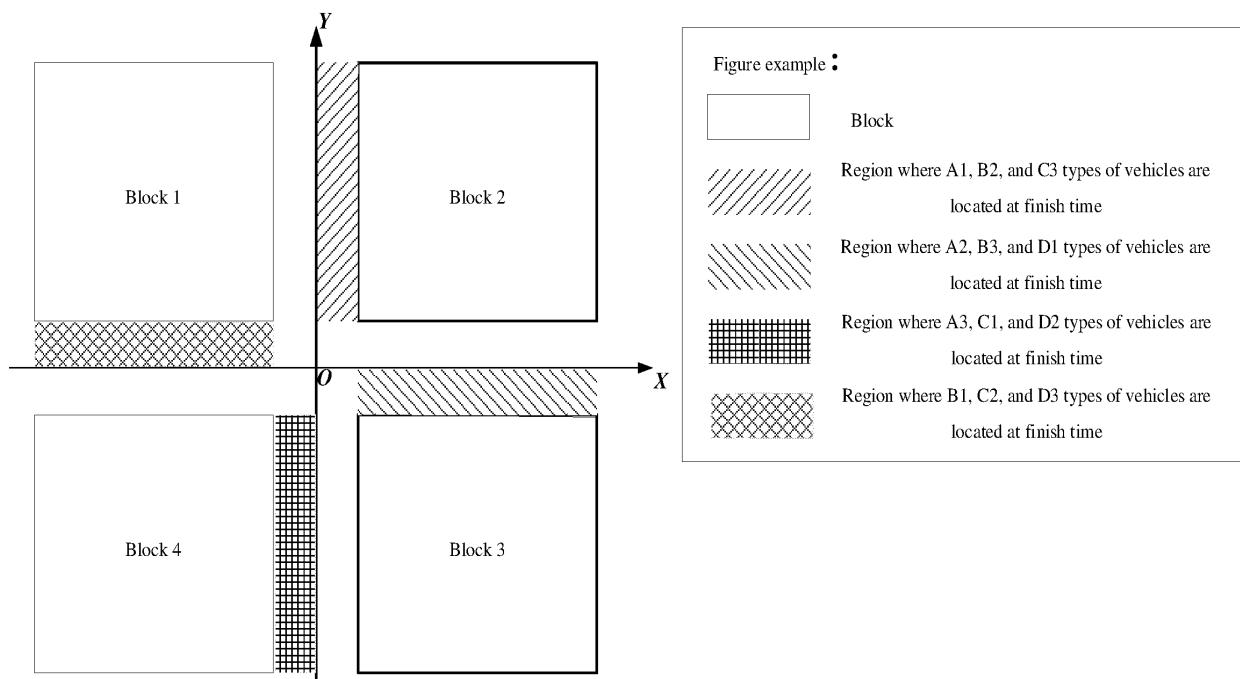 Y
Block 1
Block 2
O
X
Block 4
Block 3
Figure example :
Block
Region where A1, B2, and C3 types of vehicles are
located at finish time
Region where A2, B3, and D1 types of vehicles are
located at finish time
Region where A3, C1, and D2 types of vehicles are
located at finish time
Region where B1, C2, and D3 types of vehicles are
located at finish time